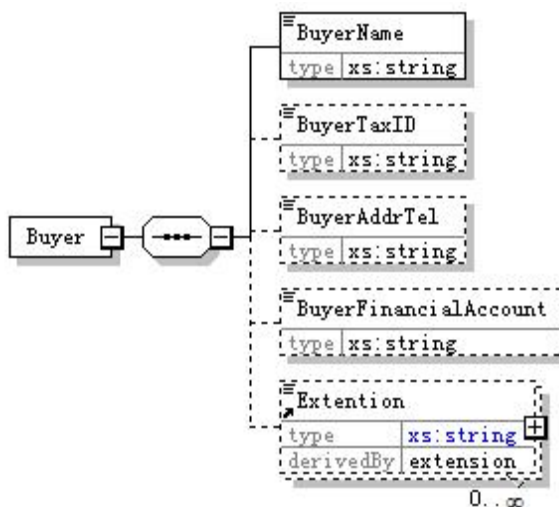 BuyerName
type xs:string
BuyerTaxID
type xs:string
BuyerAddrTel
type xs:string
Buyer
BuyerFinancialAccount
type xs:string
Extention
type xs:string
derivedBy extension
0..∞